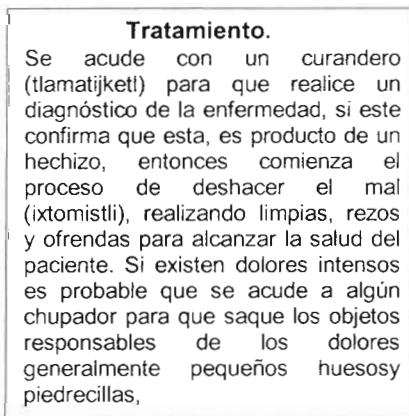 Tratamiento.
Se acude con un curandero
(tlamatijketl) para que realice un
diagnóstico de la enfermedad, si este
confirma que esta, es producto de un
hechizo, entonces comienza el
proceso de deshacer el mal
(ixtomistli), realizando limpias, rezos
y ofrendas para alcanzar la salud del
paciente. Si existen dolores intensos
es probable que se acude a algún
chupador para que saque los objetos
responsables de los dolores
generalmente pequeños huesosy
piedrecillas,